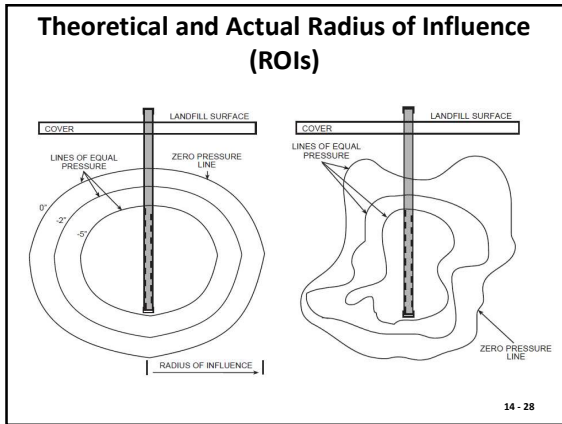 Theoretical and Actual Radius of Influence
(ROIs)
LANDFILL SURFACE
COVER
LINES OF EQUAL
PRESSURE
ZERO PRESSURE
LINE
0"
-2"
-5"
RADIUS OF INFLUENCE
LANDFILL SURFACE
COVER
LINES OF EQUAL
PRESSURE
ZERO PRESSURE
LINE
14 - 28